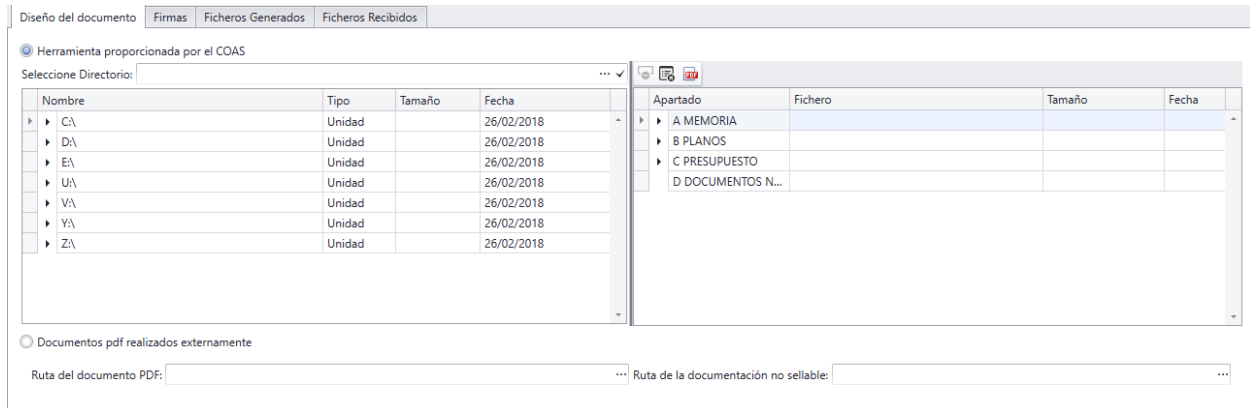 Diseño del documento Firmas Ficheros Generados Ficheros Recibidos
Herramienta proporcionada por el COAS
Seleccione Directorio: ...
PDF
Nombre Tipo Tamaño Fecha
C:\ Unidad 26/02/2018
D:\ Unidad 26/02/2018
E:\ Unidad 26/02/2018
U:\ Unidad 26/02/2018
V:\ Unidad 26/02/2018
Y:\ Unidad 26/02/2018
Z:\ Unidad 26/02/2018
Apartado Fichero Tamaño Fecha
A MEMORIA
B PLANOS
C PRESUPUESTO
D DOCUMENTOS N...
Documentos pdf realizados externamente
Ruta del documento PDF: ... Ruta de la documentación no sellable: ...